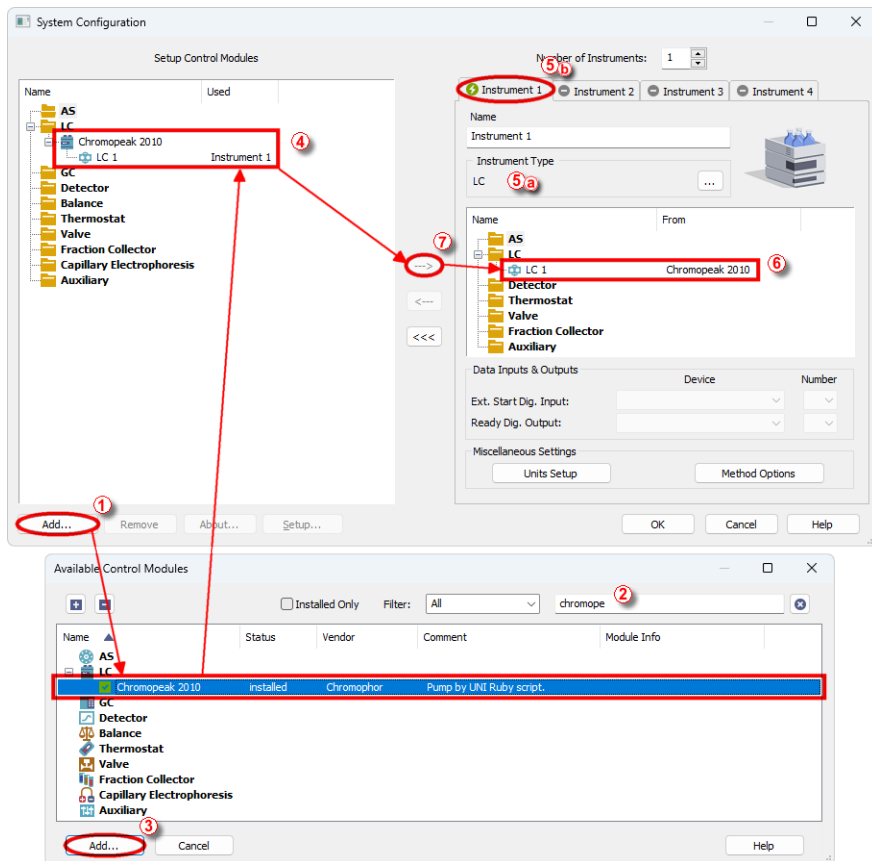 System Configuration
Setup Control Modules
Number of Instruments: 1
5b
Name Used
AS
LC
Chromopeak 2010
LC 1 Instrument 1
4
GC
Detector
Balance
Thermostat
Valve
Fraction Collector
Capillary Electrophoresis
Auxiliary
7
--->
<---
<<<
Instrument 1 Instrument 2 Instrument 3 Instrument 4
Name
Instrument 1
Instrument Type
LC 5a ...
Name From
AS
LC
LC 1 Chromopeak 2010
6
Detector
Thermostat
Valve
Fraction Collector
Auxiliary
Data Inputs & Outputs
Device Number
Ext. Start Dig. Input:
Ready Dig. Output:
Miscellaneous Settings
Units Setup Method Options
1
Add... Remove About... Setup... OK Cancel Help
Available Control Modules
Installed Only Filter: All chromope 2
Name Status Vendor Comment Module Info
AS
LC
Chromopeak 2010 installed Chromophor Pump by UNI Ruby script.
GC
Detector
Balance
Thermostat
Valve
Fraction Collector
Capillary Electrophoresis
Auxiliary
3
Add... Cancel Help